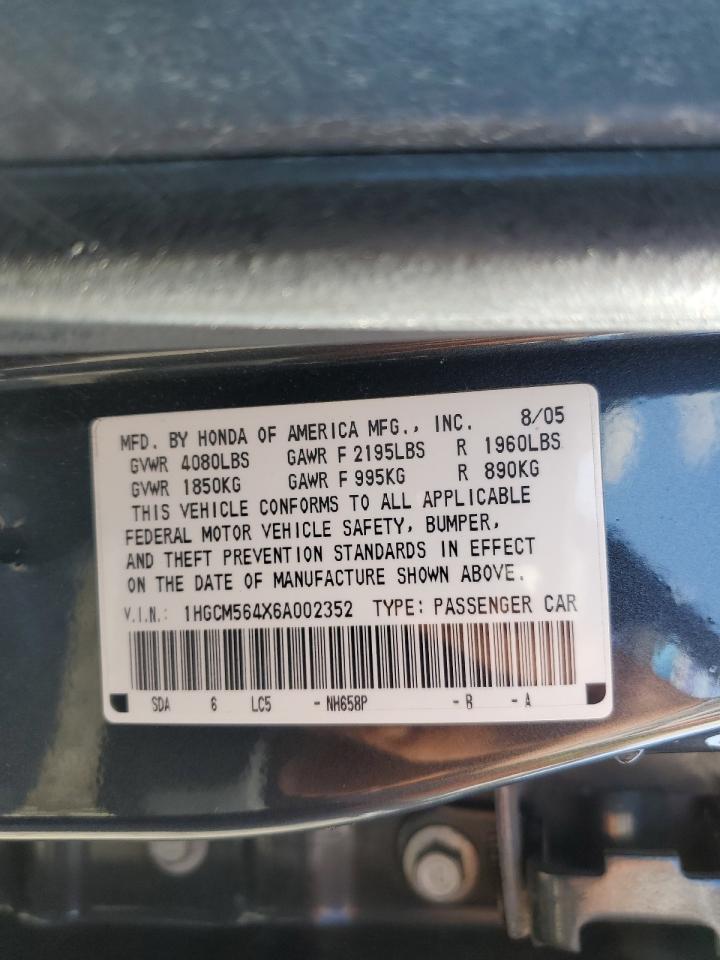 MFD. BY HONDA OF AMERICA MFG., INC. 8/05
GVWR 4080LBS GAWR F 2195LBS R 1960LBS
GVWR 1850KG GAWR F 995KG R 890KG
THIS VEHICLE CONFORMS TO ALL APPLICABLE
FEDERAL MOTOR VEHICLE SAFETY, BUMPER,
AND THEFT PREVENTION STANDARDS IN EFFECT
ON THE DATE OF MANUFACTURE SHOWN ABOVE.
V.I.N.: 1HGCM564X6A002352 TYPE: PASSENGER CAR
SDA 6 LC5 -NH658P -B -A